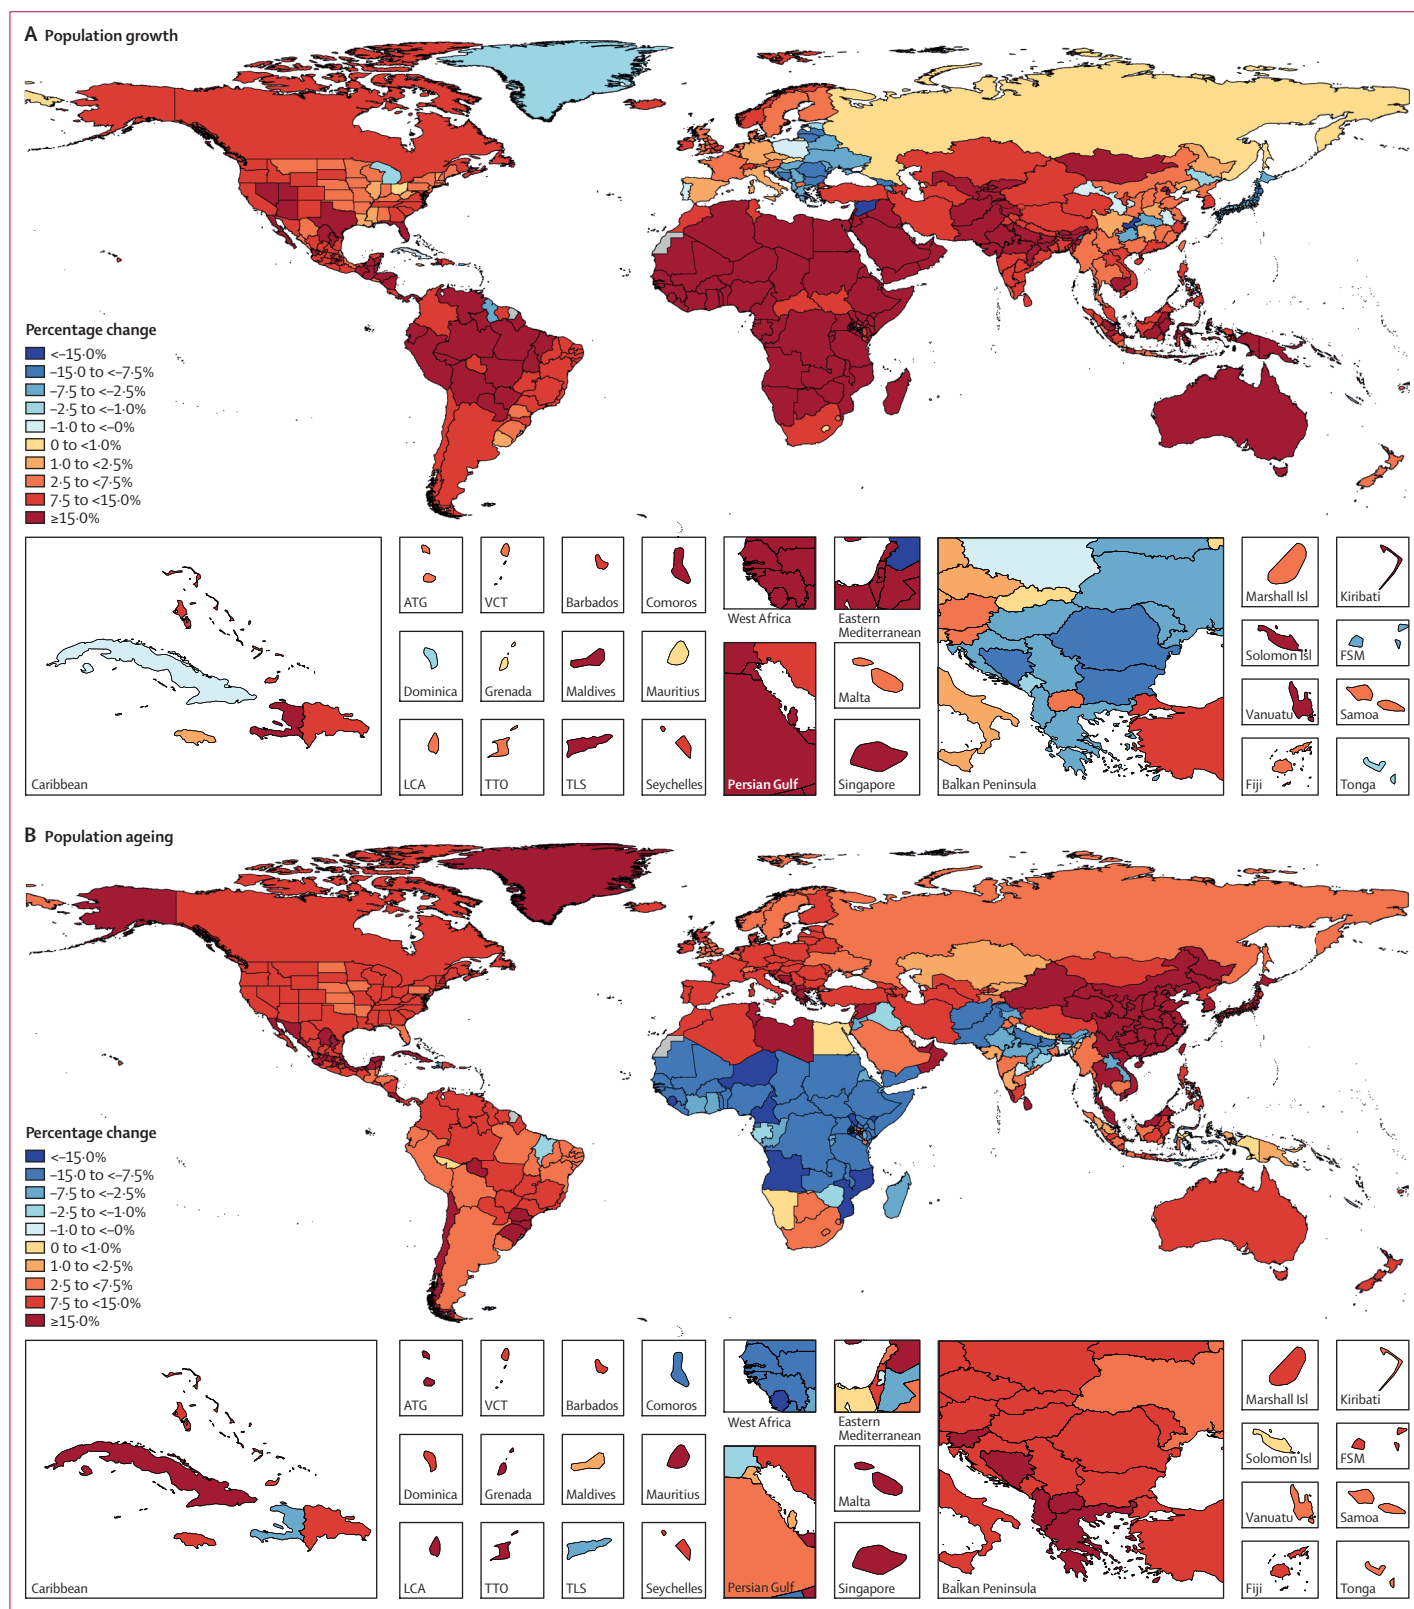 A Population growth
Percentage change
<–15·0%
–15·0 to <–7·5%
–7·5 to <–2·5%
–2·5 to <–1·0%
–1·0 to <–0%
0 to <1·0%
1·0 to <2·5%
2·5 to <7·5%
7·5 to <15·0%
≥15·0%
Caribbean
ATG
VCT
Barbados
Comoros
Dominica
Grenada
Maldives
Mauritius
LCA
TTO
TLS
Seychelles
West Africa
Eastern
Mediterranean
Persian Gulf
Malta
Singapore
Balkan Peninsula
Marshall Isl
Kiribati
Solomon Isl
FSM
Vanuatu
Samoa
Fiji
Tonga
B Population ageing
Percentage change
<–15·0%
–15·0 to <–7·5%
–7·5 to <–2·5%
–2·5 to <–1·0%
–1·0 to <–0%
0 to <1·0%
1·0 to <2·5%
2·5 to <7·5%
7·5 to <15·0%
≥15·0%
Caribbean
ATG
VCT
Barbados
Comoros
Dominica
Grenada
Maldives
Mauritius
LCA
TTO
TLS
Seychelles
West Africa
Eastern
Mediterranean
Persian Gulf
Malta
Singapore
Balkan Peninsula
Marshall Isl
Kiribati
Solomon Isl
FSM
Vanuatu
Samoa
Fiji
Tonga